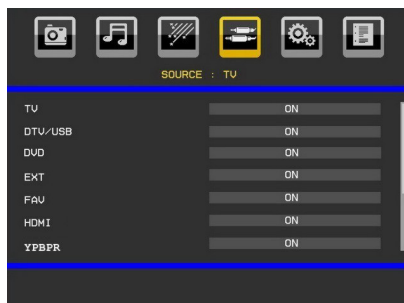 SOURCE : TV
TV ON
DTV/USB ON
DVD ON
EXT ON
FAV ON
HDMI ON
YPBPR ON